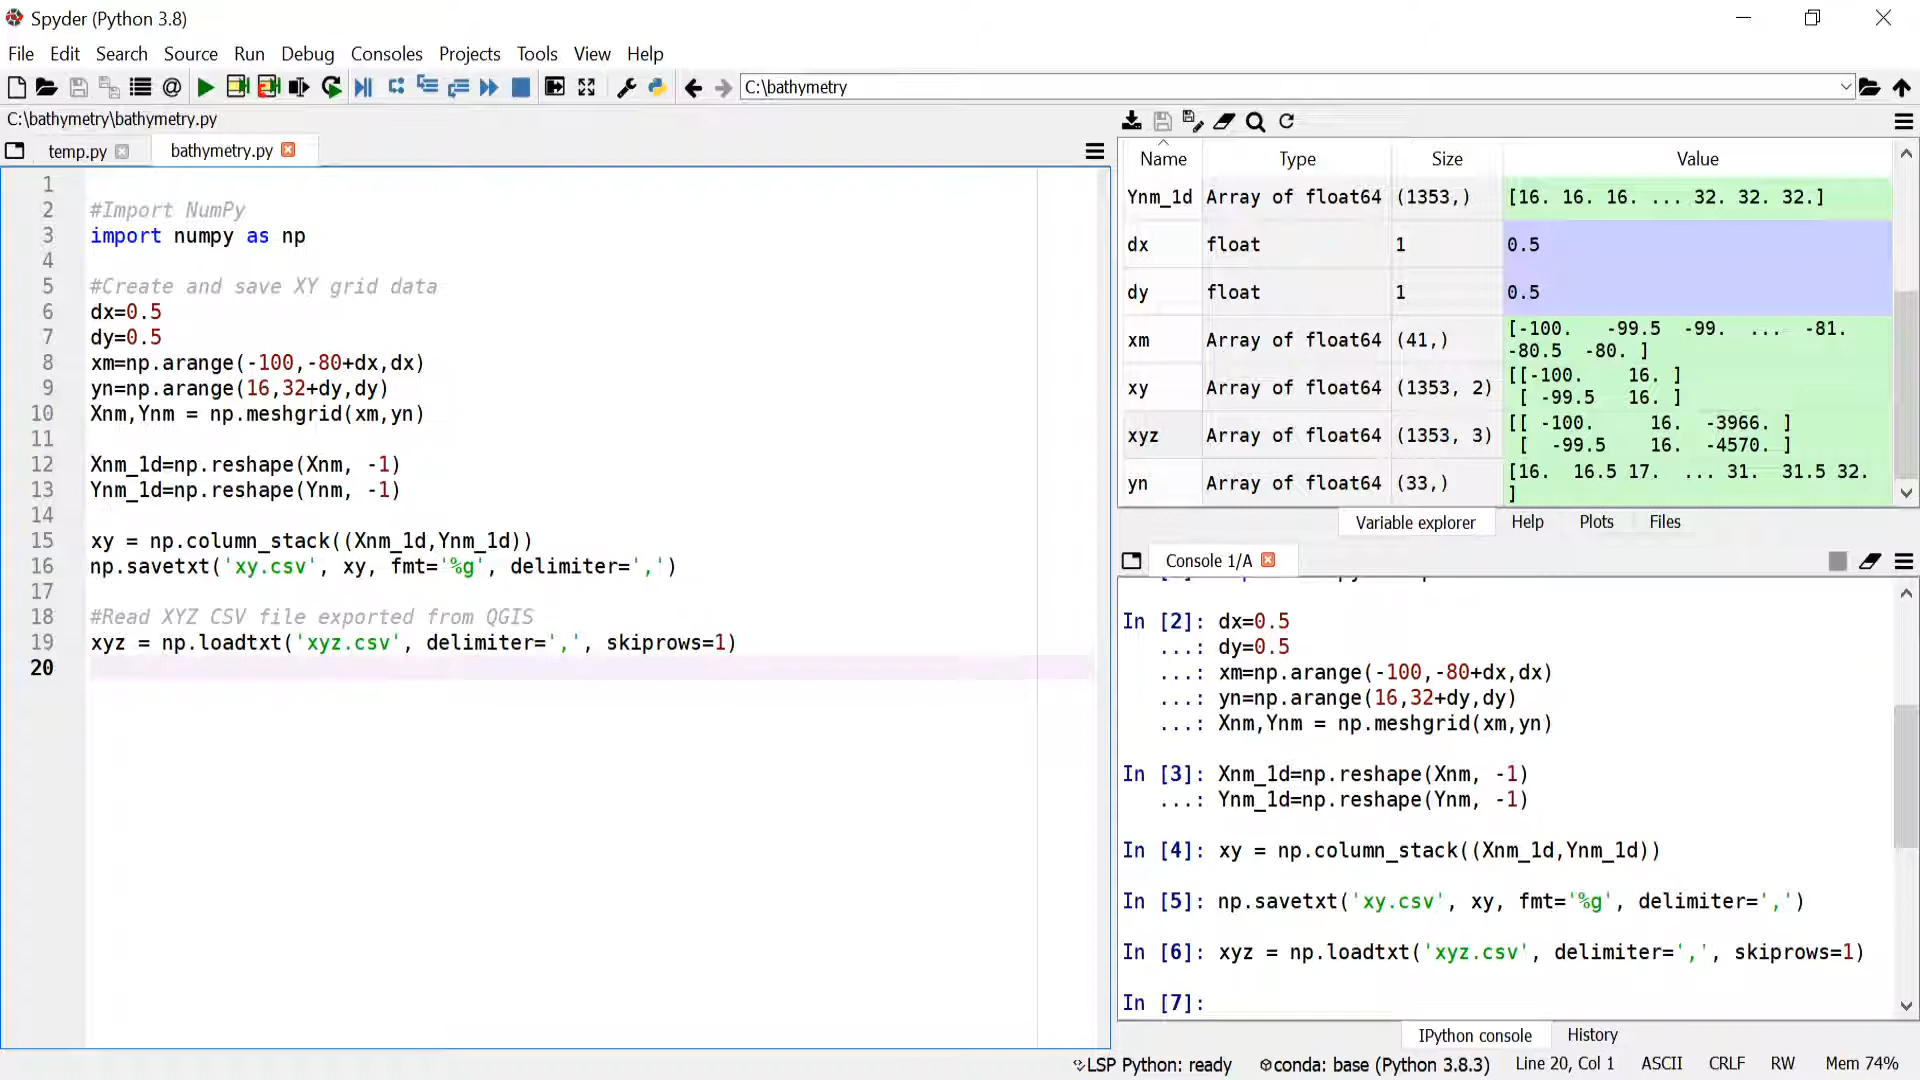 Spyder (Python 3.8)
File Edit Search Source Run Debug Consoles Projects Tools View Help
C:\bathymetry
C:\bathymetry\bathymetry.py
temp.py bathymetry.py
1
2 #Import NumPy
3 import numpy as np
4
5 #Create and save XY grid data
6 dx=0.5
7 dy=0.5
8 xm=np.arange(-100,-80+dx,dx)
9 yn=np.arange(16,32+dy,dy)
10 Xnm,Ynm = np.meshgrid(xm,yn)
11
12 Xnm_1d=np.reshape(Xnm, -1)
13 Ynm_1d=np.reshape(Ynm, -1)
14
15 xy = np.column_stack((Xnm_1d,Ynm_1d))
16 np.savetxt('xy.csv', xy, fmt='%g', delimiter=',')
17
18 #Read XYZ CSV file exported from QGIS
19 xyz = np.loadtxt('xyz.csv', delimiter=',', skiprows=1)
20
Name Type Size Value
Ynm_1d Array of float64 (1353,) [16. 16. 16. ... 32. 32. 32.]
dx float 1 0.5
dy float 1 0.5
xm Array of float64 (41,) [-100. -99.5 -99. ... -81.
-80.5 -80. ]
xy Array of float64 (1353, 2) [[-100. 16. ]
[ -99.5 16. ]
xyz Array of float64 (1353, 3) [[ -100. 16. -3966. ]
[ -99.5 16. -4570. ]
yn Array of float64 (33,) [16. 16.5 17. ... 31. 31.5 32.
]
Variable explorer Help Plots Files
Console 1/A
In [2]: dx=0.5
...: dy=0.5
...: xm=np.arange(-100,-80+dx,dx)
...: yn=np.arange(16,32+dy,dy)
...: Xnm,Ynm = np.meshgrid(xm,yn)
In [3]: Xnm_1d=np.reshape(Xnm, -1)
...: Ynm_1d=np.reshape(Ynm, -1)
In [4]: xy = np.column_stack((Xnm_1d,Ynm_1d))
In [5]: np.savetxt('xy.csv', xy, fmt='%g', delimiter=',')
In [6]: xyz = np.loadtxt('xyz.csv', delimiter=',', skiprows=1)
In [7]:
IPython console History
LSP Python: ready conda: base (Python 3.8.3) Line 20, Col 1 ASCII CRLF RW Mem 74%